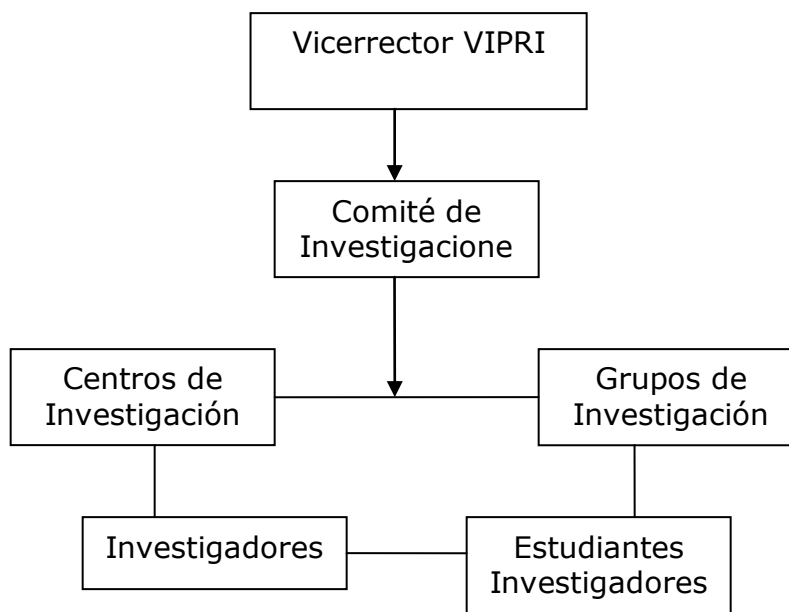 Vicerrector VIPRI
Comité de
Investigacione
Centros de
Investigación
Grupos de
Investigación
Investigadores
Estudiantes
Investigadores